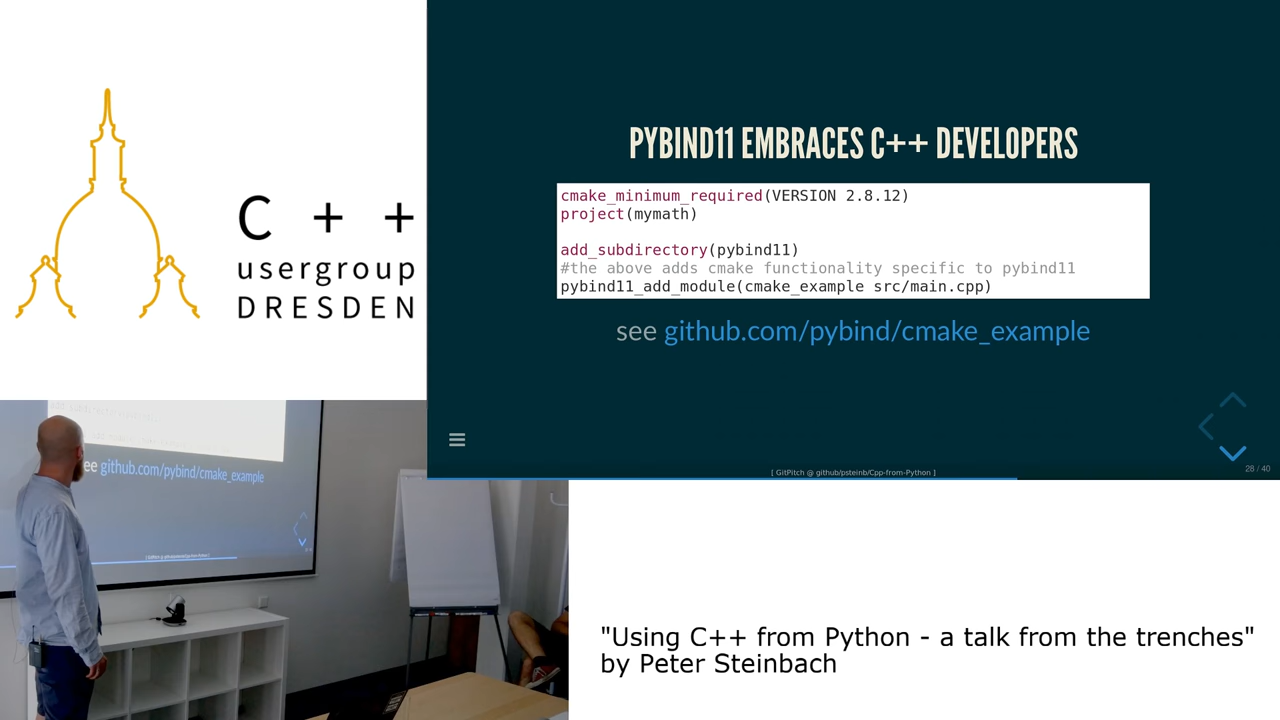 C + +
usergroup
DRESDEN
PYBIND11 EMBRACES C++ DEVELOPERS
cmake_minimum_required(VERSION 2.8.12)
project(mymath)
add_subdirectory(pybind11)
#the above adds cmake functionality specific to pybind11
pybind11_add_module(cmake_example src/main.cpp)
see github.com/pybind/cmake_example
[ GitPitch @ github/psteinb/Cpp-from-Python ]
28 / 40
ee github.com/pybind/cmake_example
"Using C++ from Python - a talk from the trenches"
by Peter Steinbach